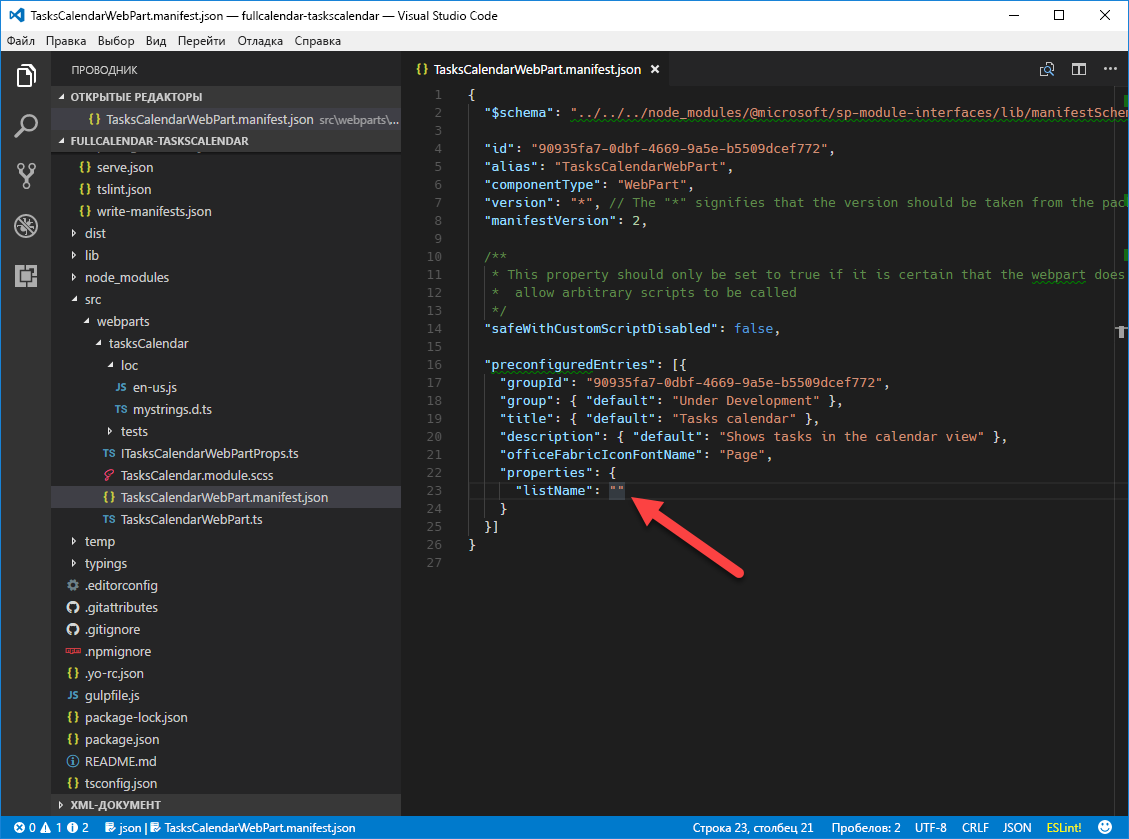 TasksCalendarWebPart.manifest.json — fullcalendar-taskscalendar — Visual Studio Code
Файл Правка Выбор Вид Перейти Отладка Справка
ПРОВОДНИК
ОТКРЫТЫЕ РЕДАКТОРЫ
{} TasksCalendarWebPart.manifest.json src\webparts\...
FULLCALENDAR-TASKSCALENDAR
{} serve.json
{} tslint.json
{} write-manifests.json
dist
lib
node_modules
src
webparts
tasksCalendar
loc
JS en-us.js
TS mystrings.d.ts
tests
TS ITasksCalendarWebPartProps.ts
TasksCalendar.module.scss
{} TasksCalendarWebPart.manifest.json
TS TasksCalendarWebPart.ts
temp
typings
.editorconfig
.gitattributes
.gitignore
.npmignore
{} .yo-rc.json
JS gulpfile.js
{} package-lock.json
{} package.json
README.md
{} tsconfig.json
XML-ДОКУМЕНТ
{} TasksCalendarWebPart.manifest.json
1 {
2 "$schema": "../../../node_modules/@microsoft/sp-module-interfaces/lib/manifestSchem
3
4 "id": "90935fa7-0dbf-4669-9a5e-b5509dcef772",
5 "alias": "TasksCalendarWebPart",
6 "componentType": "WebPart",
7 "version": "*", // The "*" signifies that the version should be taken from the pac
8 "manifestVersion": 2,
9
10 /**
11 * This property should only be set to true if it is certain that the webpart does
12 *  allow arbitrary scripts to be called
13 */
14 "safeWithCustomScriptDisabled": false,
15
16 "preconfiguredEntries": [{
17 "groupId": "90935fa7-0dbf-4669-9a5e-b5509dcef772",
18 "group": { "default": "Under Development" },
19 "title": { "default": "Tasks calendar" },
20 "description": { "default": "Shows tasks in the calendar view" },
21 "officeFabricIconFontName": "Page",
22 "properties": {
23 "listName": ""
24 }
25 }]
26 }
27
0 1 2 json | TasksCalendarWebPart.manifest.json Строка 23, столбец 21 Пробелов: 2 UTF-8 CRLF JSON ESLint!